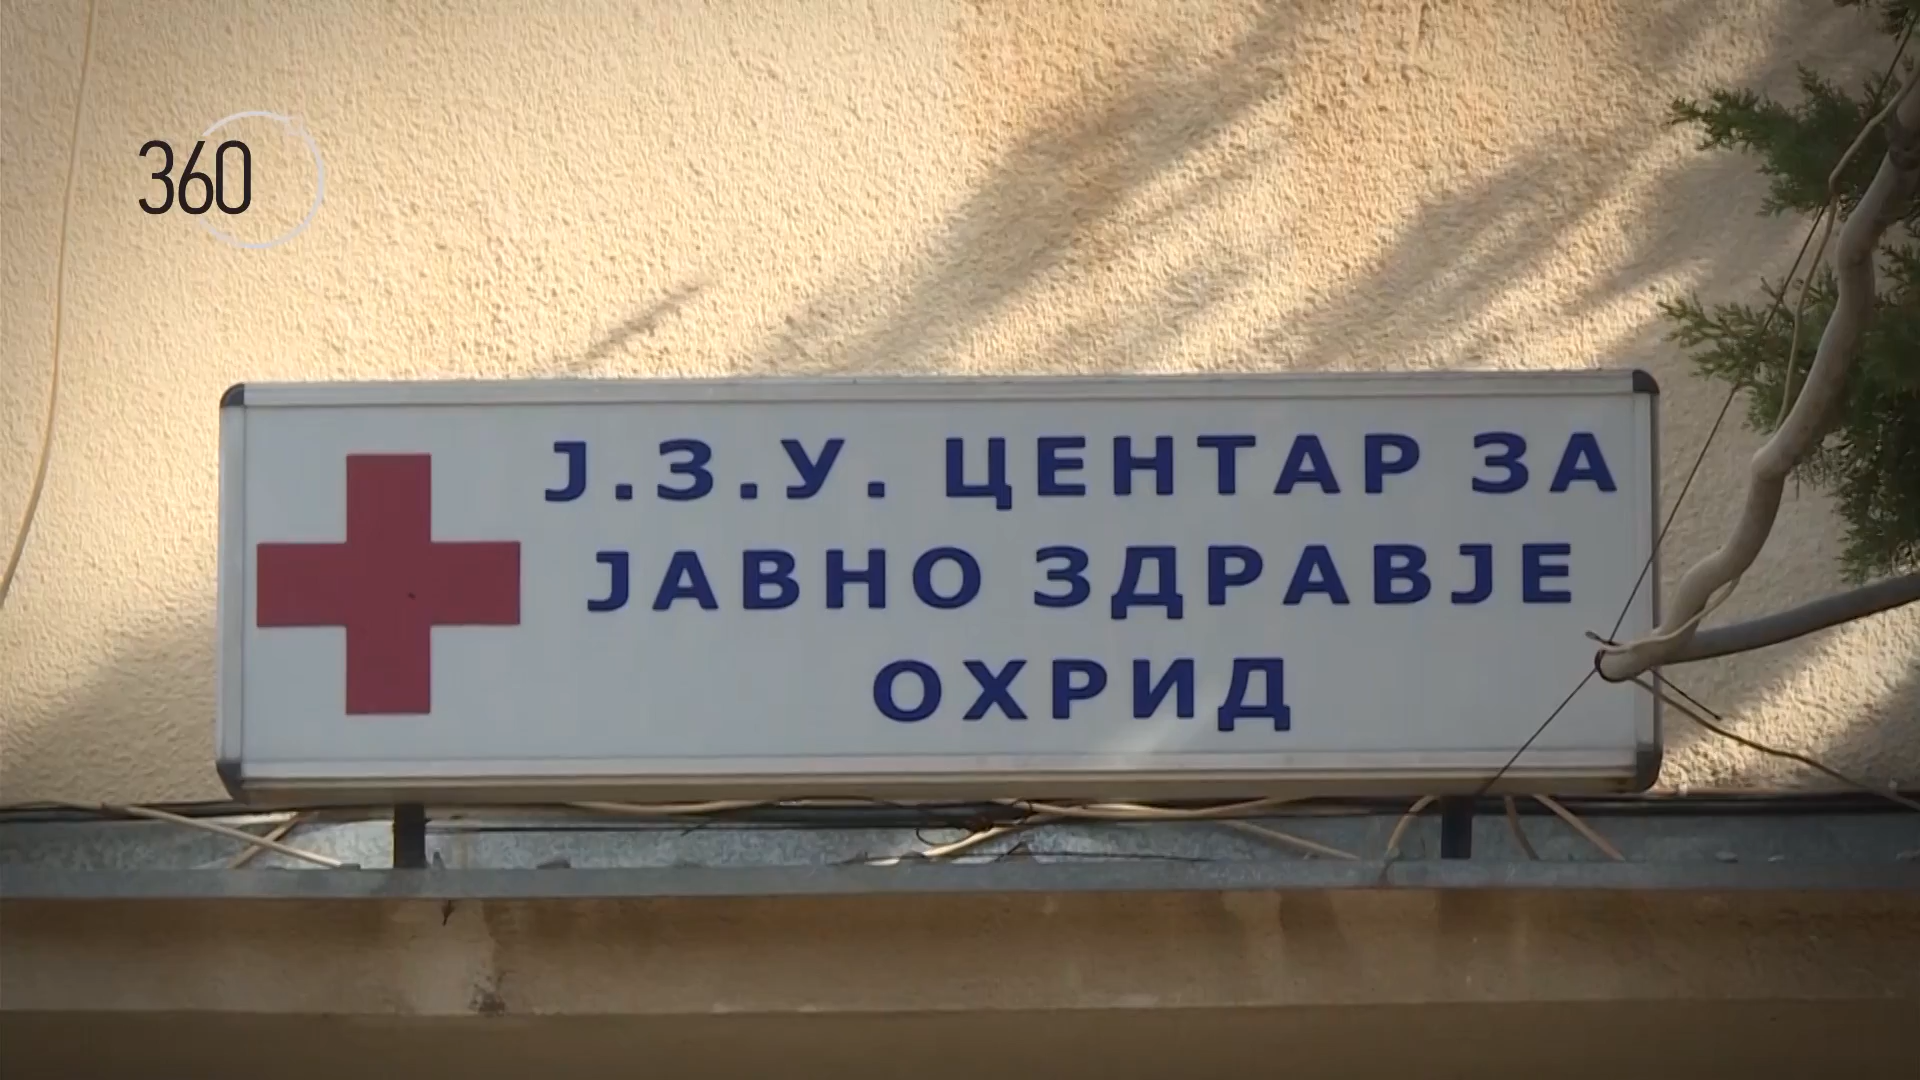 360
Ј.З.У. ЦЕНТАР ЗА
ЈАВНО ЗДРАВЈЕ
ОХРИД